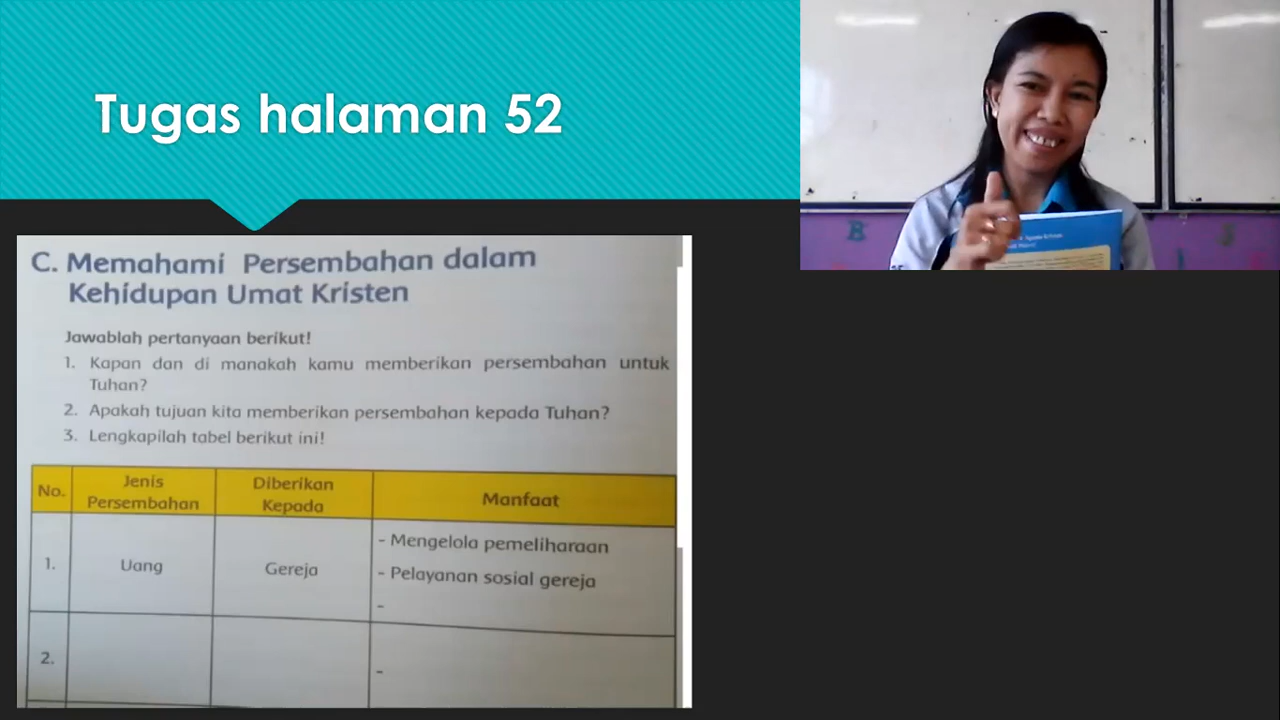 Tugas halaman 52
C. Memahami Persembahan dalam
Kehidupan Umat Kristen
Jawablah pertanyaan berikut!
1. Kapan dan di manakah kamu memberikan persembahan untuk
Tuhan?
2. Apakah tujuan kita memberikan persembahan kepada Tuhan?
3. Lengkapilah tabel berikut ini!
No.
Jenis
Persembahan
Diberikan
Kepada
Manfaat
1.
Uang
Gereja
- Mengelola pemeliharaan
- Pelayanan sosial gereja
-
2.
-